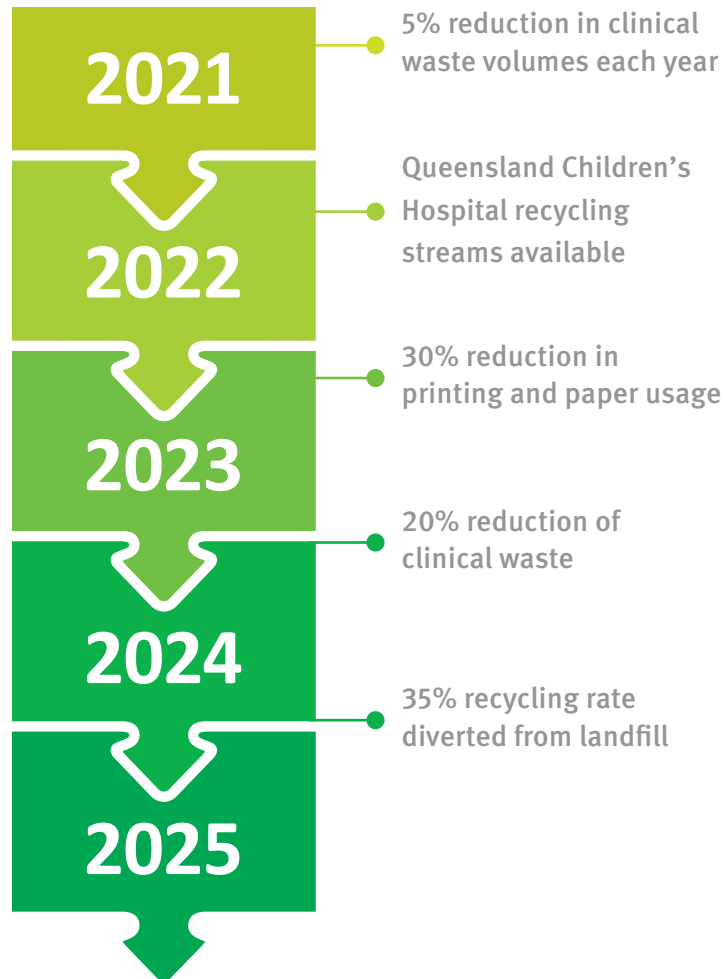 2021
5% reduction in clinical
waste volumes each year
2022
Queensland Children’s
Hospital recycling
streams available
2023
30% reduction in
printing and paper usage
2024
20% reduction of
clinical waste
2025
35% recycling rate
diverted from landfill